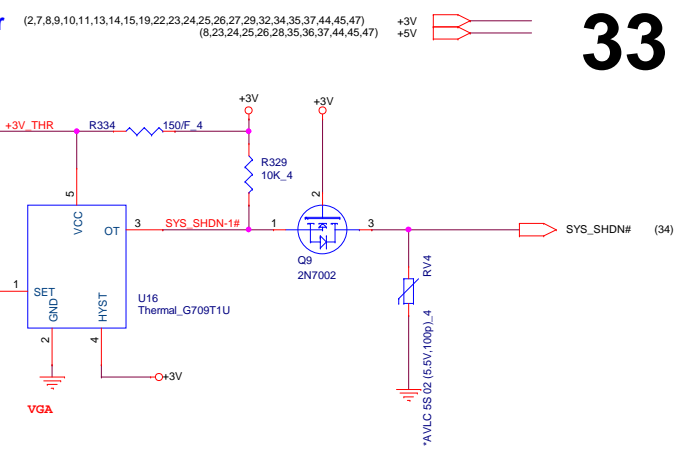 r
(2,7,8,9,10,11,13,14,15,19,22,23,24,25,26,27,29,32,34,35,37,44,45,47) +3V
(8,23,24,25,26,28,35,36,37,44,45,47) +5V
33
+3V
+3V
+3V_THR
R334
150/F_4
R329
10K_4
5
VCC
OT
3
SYS_SHDN-1#
1
2
3
SYS_SHDN#
(34)
Q9
2N7002
1
SET
GND
HYST
U16
Thermal_G709T1U
2
4
+3V
VGA
RV4
*AVLC 5S 02 (5.5V,100p)_4